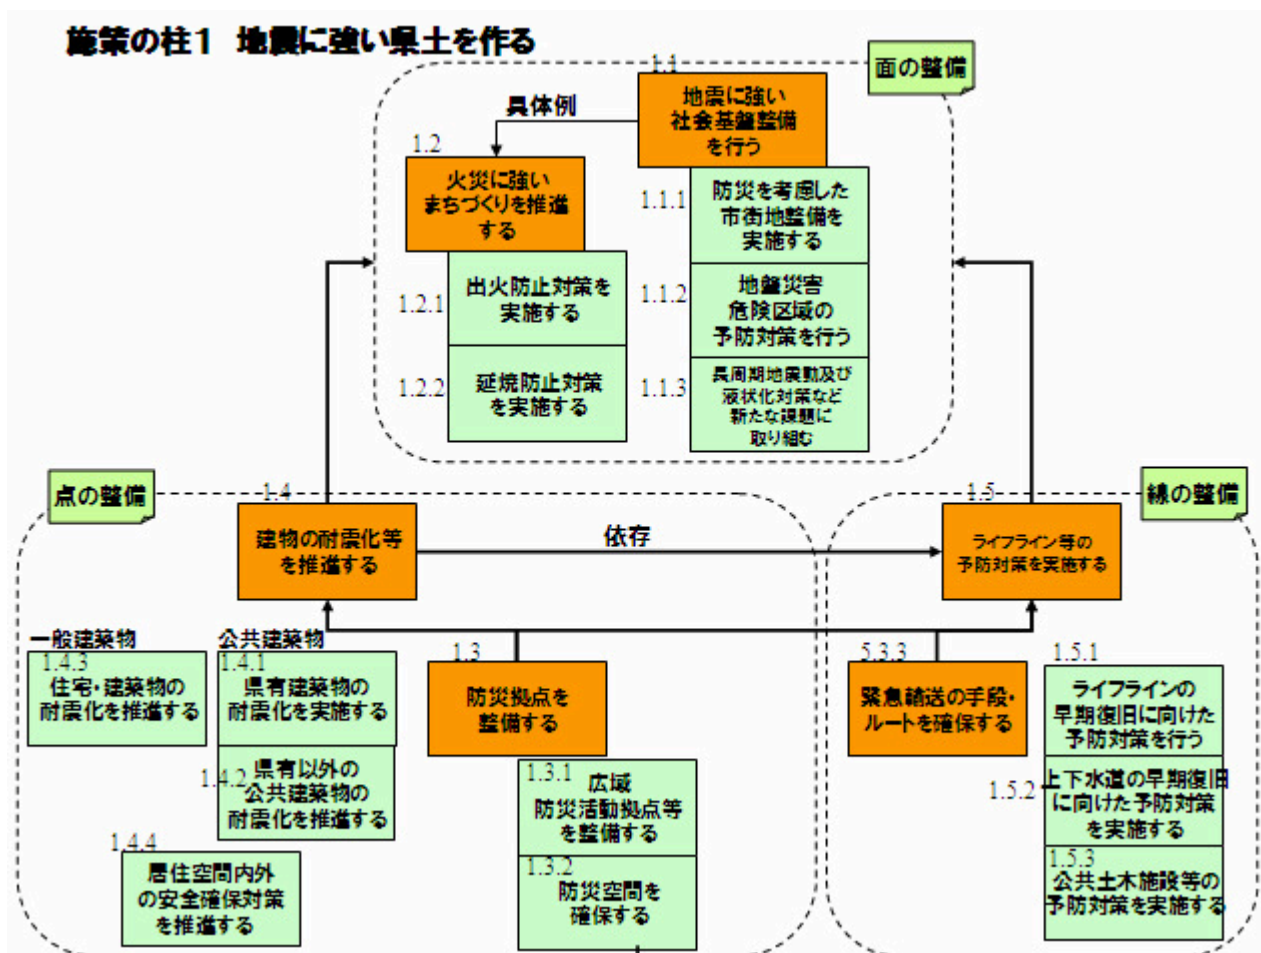 施策の柱1 地震に強い県土を作る
面の整備
1.1
地震に強い
社会基盤整備
を行う
具体例
1.2
火災に強い
まちづくりを推進
する
1.1.1
防災を考慮した
市街地整備を
実施する
1.2.1
出火防止対策を
実施する
1.1.2
地盤災害
危険区域の
予防対策を行う
1.2.2
延焼防止対策
を実施する
1.1.3
長周期地震動及び
液状化対策など
新たな課題に
取り組む
点の整備
1.4
建物の耐震化等
を推進する
依存
線の整備
1.5
ライフライン等の
予防対策を実施する
一般建築物
1.4.3
住宅・建築物の
耐震化を推進する
公共建築物
1.4.1
県有建築物の
耐震化を実施する
1.4.2
県有以外の
公共建築物の
耐震化を推進する
1.4.4
居住空間内外
の安全確保対策
を推進する
1.3
防災拠点を
整備する
1.3.1
広域
防災活動拠点等
を整備する
1.3.2
防災空間を
確保する
5.3.3
緊急輸送の手段・
ルートを確保する
1.5.1
ライフラインの
早期復旧に向けた
予防対策を行う
1.5.2
上下水道の早期復旧
に向けた予防対策
を実施する
1.5.3
公共土木施設等の
予防対策を実施する